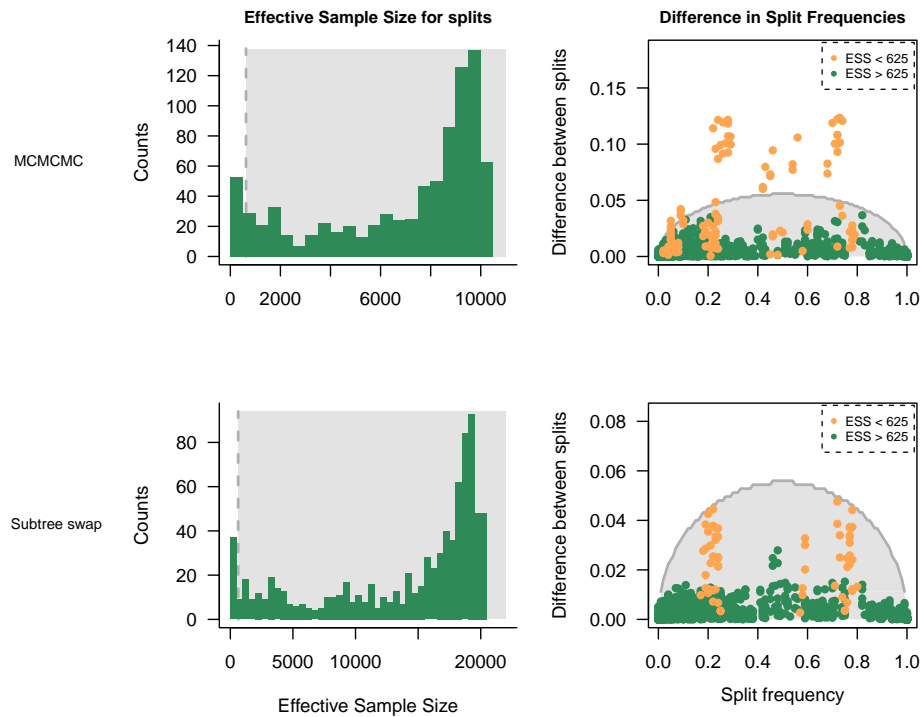 Effective Sample Size for splits
Difference in Split Frequencies
MCMCMC
Counts
140
120
100
80
60
40
20
0
0 2000 6000 10000
Difference between splits
0.15
0.10
0.05
0.00
0.0 0.2 0.4 0.6 0.8 1.0
ESS < 625
ESS > 625
Subtree swap
Counts
80
60
40
20
0
0 5000 10000 20000
Effective Sample Size
Difference between splits
0.08
0.06
0.04
0.02
0.00
0.0 0.2 0.4 0.6 0.8 1.0
Split frequency
ESS < 625
ESS > 625